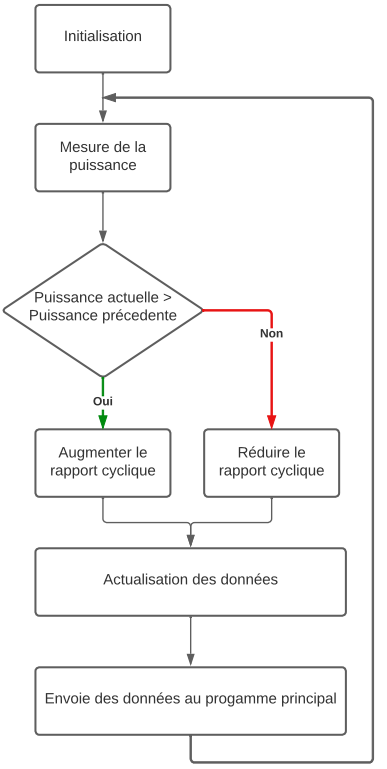 Initialisation
Mesure de la
puissance
Puissance actuelle >
Puissance précedente
Non
Oui
Augmenter le
rapport cyclique
Réduire le
rapport cyclique
Actualisation des données
Envoie des données au progamme principal